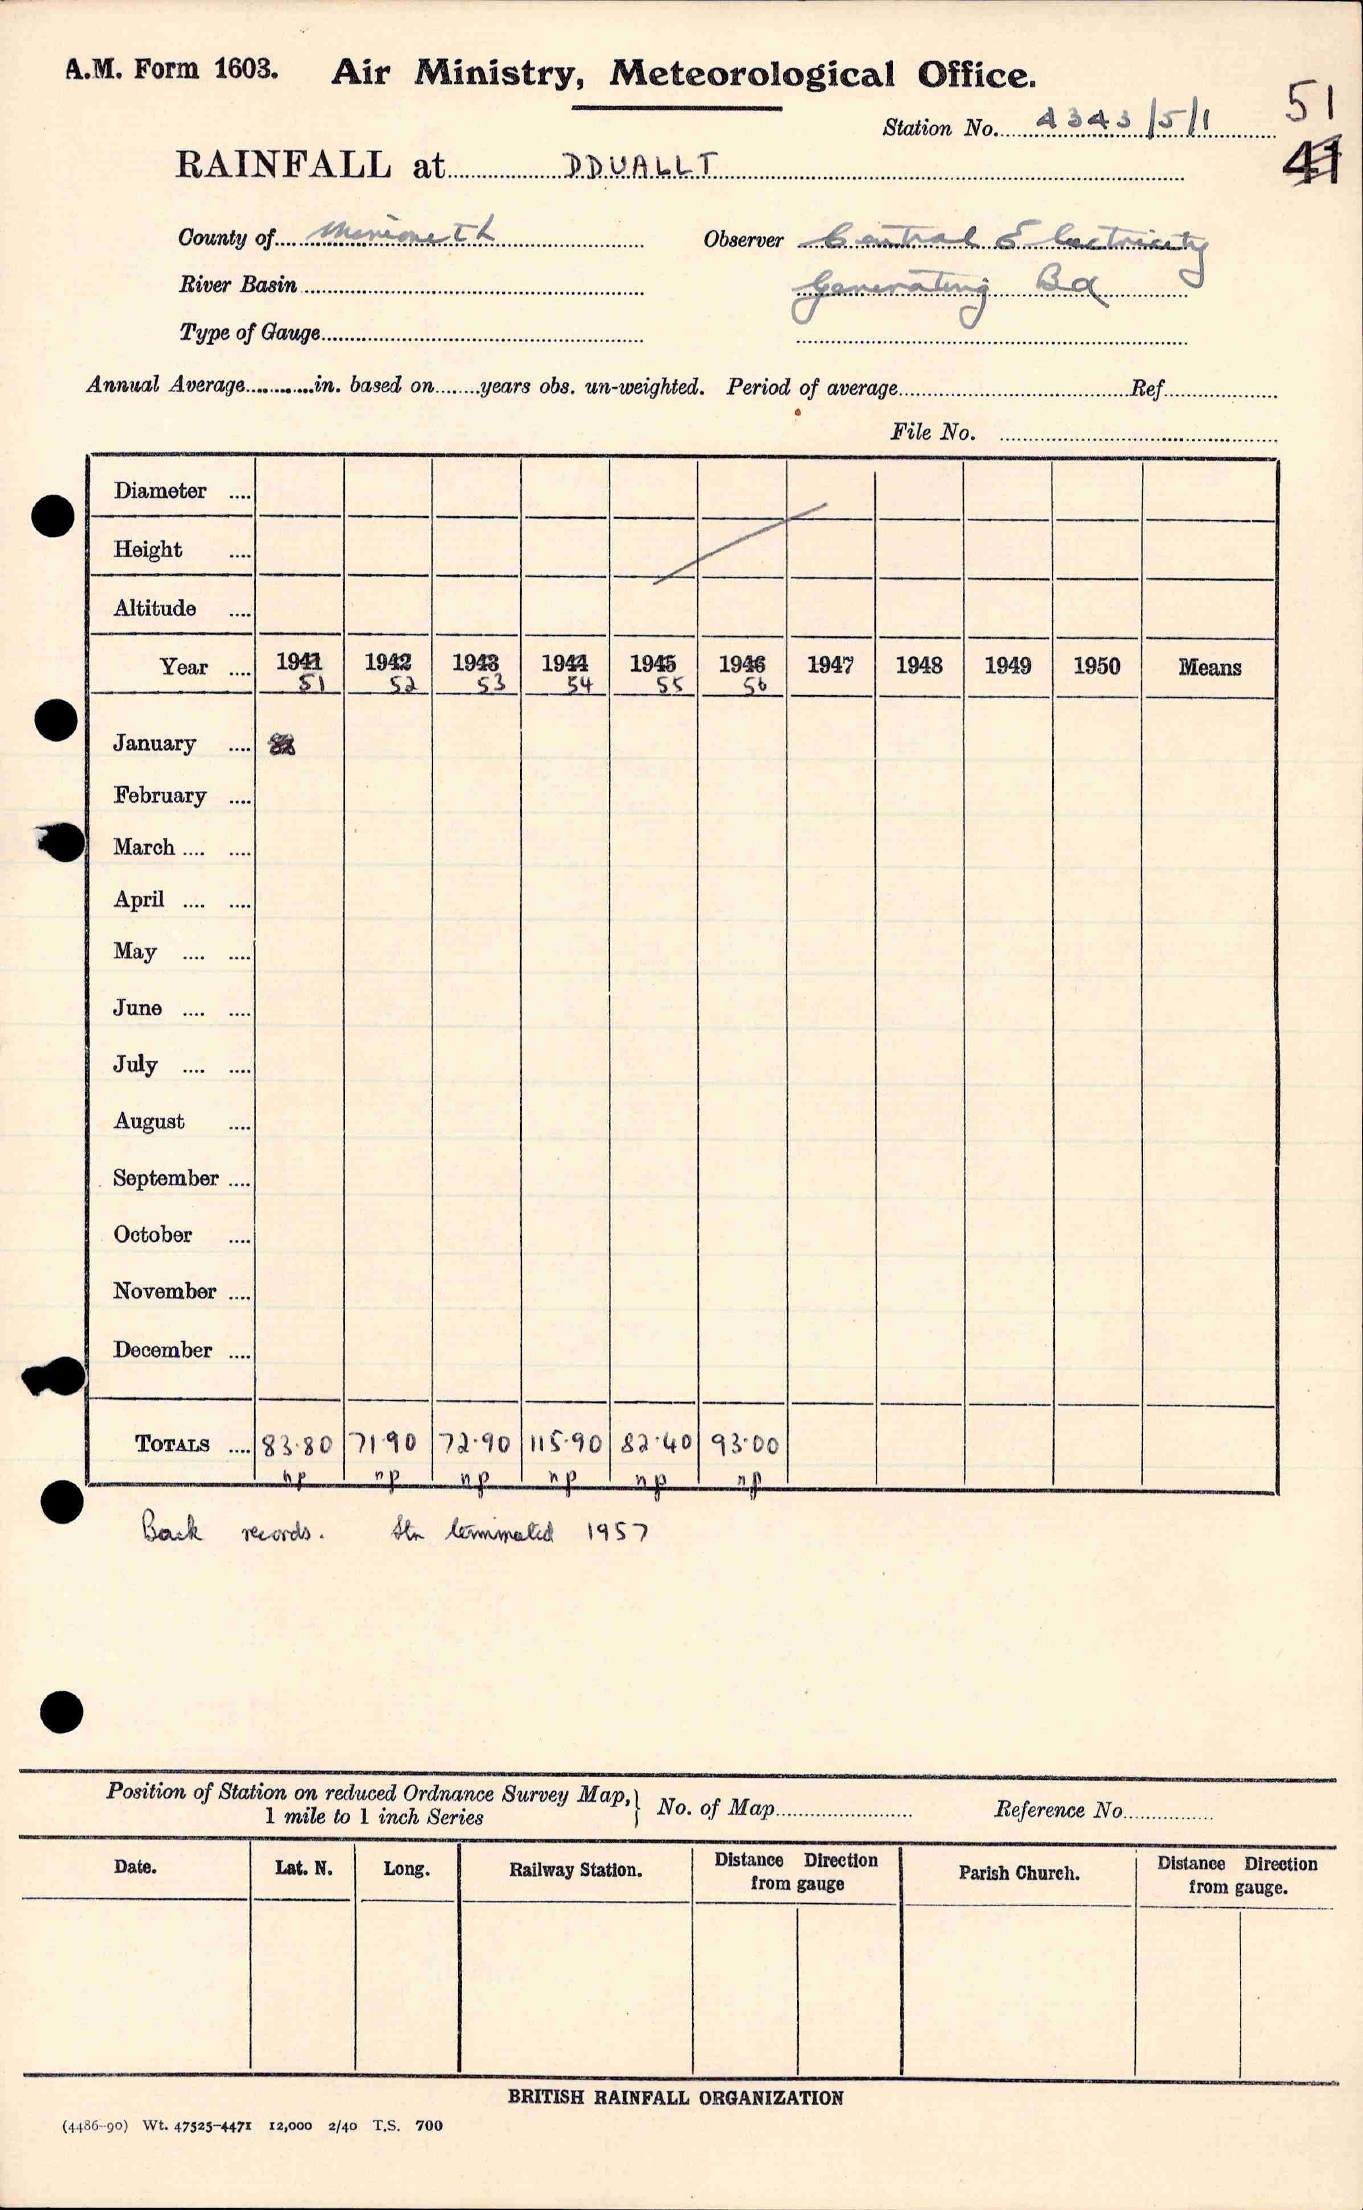 A.M. Form 1603. Air Ministry, Meteorological Office.
51
Station No. 4343/5/1
41
RAINFALL at DDUALLT
County of Merioneth Observer Central Electricity
River Basin Generating Bd
Type of Gauge
Annual Average in. based on years obs. un-weighted. Period of average Ref
File No.
Diameter
Height
Altitude
Year 1941 1942 1943 1944 1945 1946 1947 1948 1949 1950 Means
51 52 53 54 55 56
January
February
March
April
May
June
July
August
September
October
November
December
TOTALS 83.80 71.90 72.90 115.90 82.40 93.00
np np np np np np
Back records. Stn terminated 1957
Position of Station on reduced Ordnance Survey Map, } No. of Map Reference No
1 mile to 1 inch Series
Date. Lat. N. Long. Railway Station. Distance Direction from gauge Parish Church. Distance Direction from gauge.
BRITISH RAINFALL ORGANIZATION
(4486-90) Wt. 47525-4471 12,000 2/40 T.S. 700